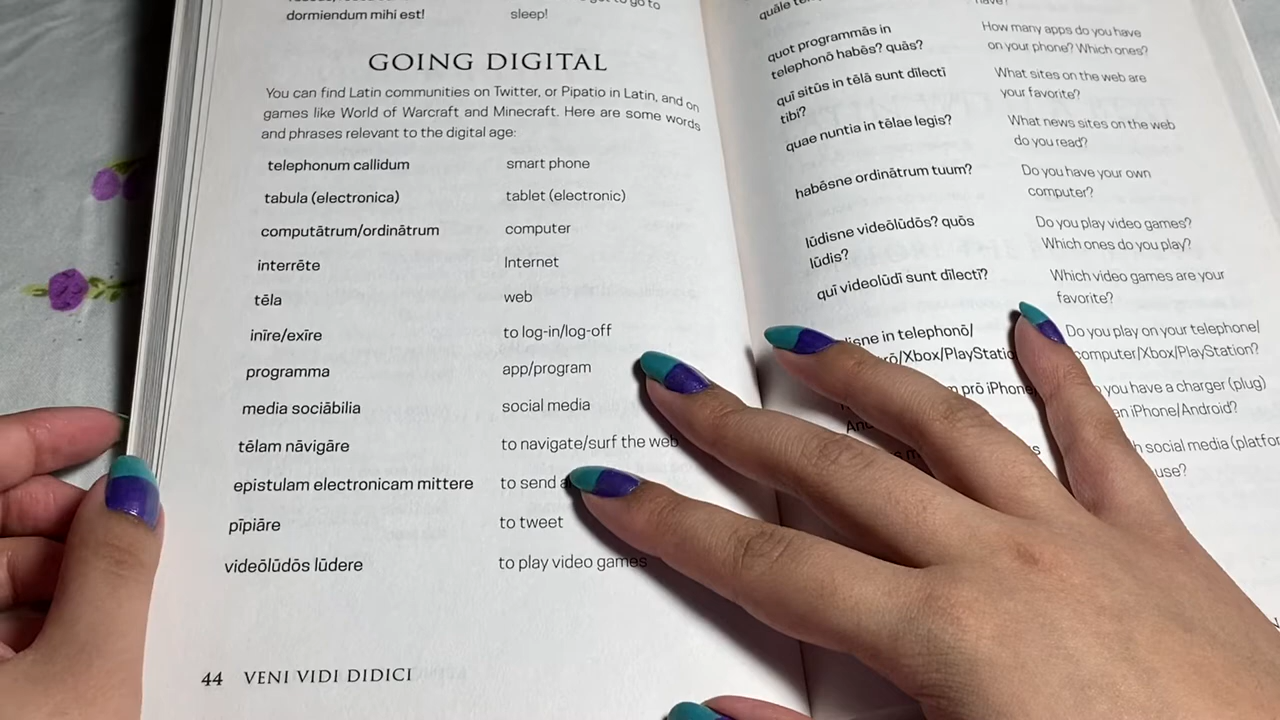 dormiendum mihi est! sleep!
GOING DIGITAL
You can find Latin communities on Twitter, or Pipatio in Latin, and on
games like World of Warcraft and Minecraft. Here are some words
and phrases relevant to the digital age:
telephonum callidum smart phone
tabula (electronica) tablet (electronic)
computātrum/ordinātrum computer
interrēte Internet
tēla web
inīre/exīre to log-in/log-off
programma app/program
media sociābilia social media
tēlam nāvigāre to navigate/surf the web
epistulam electronicam mittere to send
pīpiāre to tweet
videōlūdōs lūdere to play video games
44 VENI VIDI DIDICI
quāle
have?
quot programmās in How many apps do you have
telephonō habēs? quās? on your phone? Which ones?
quī sitūs in tēlā sunt dīlectī What sites on the web are
tibi? your favorite?
quae nuntia in tēlae legis? What news sites on the web
do you read?
habēsne ordinātrum tuum? Do you have your own
computer?
lūdisne videōlūdōs? quōs Do you play video games?
lūdis? Which ones do you play?
quī videolūdī sunt dīlectī? Which video games are your
favorite?
in telephonō/ Do you play on your telephone/
/Xbox/ computer/Xbox/PlayStation?
prō iPhone you have a charger (plug)
iPhone/Android?
social media
use?